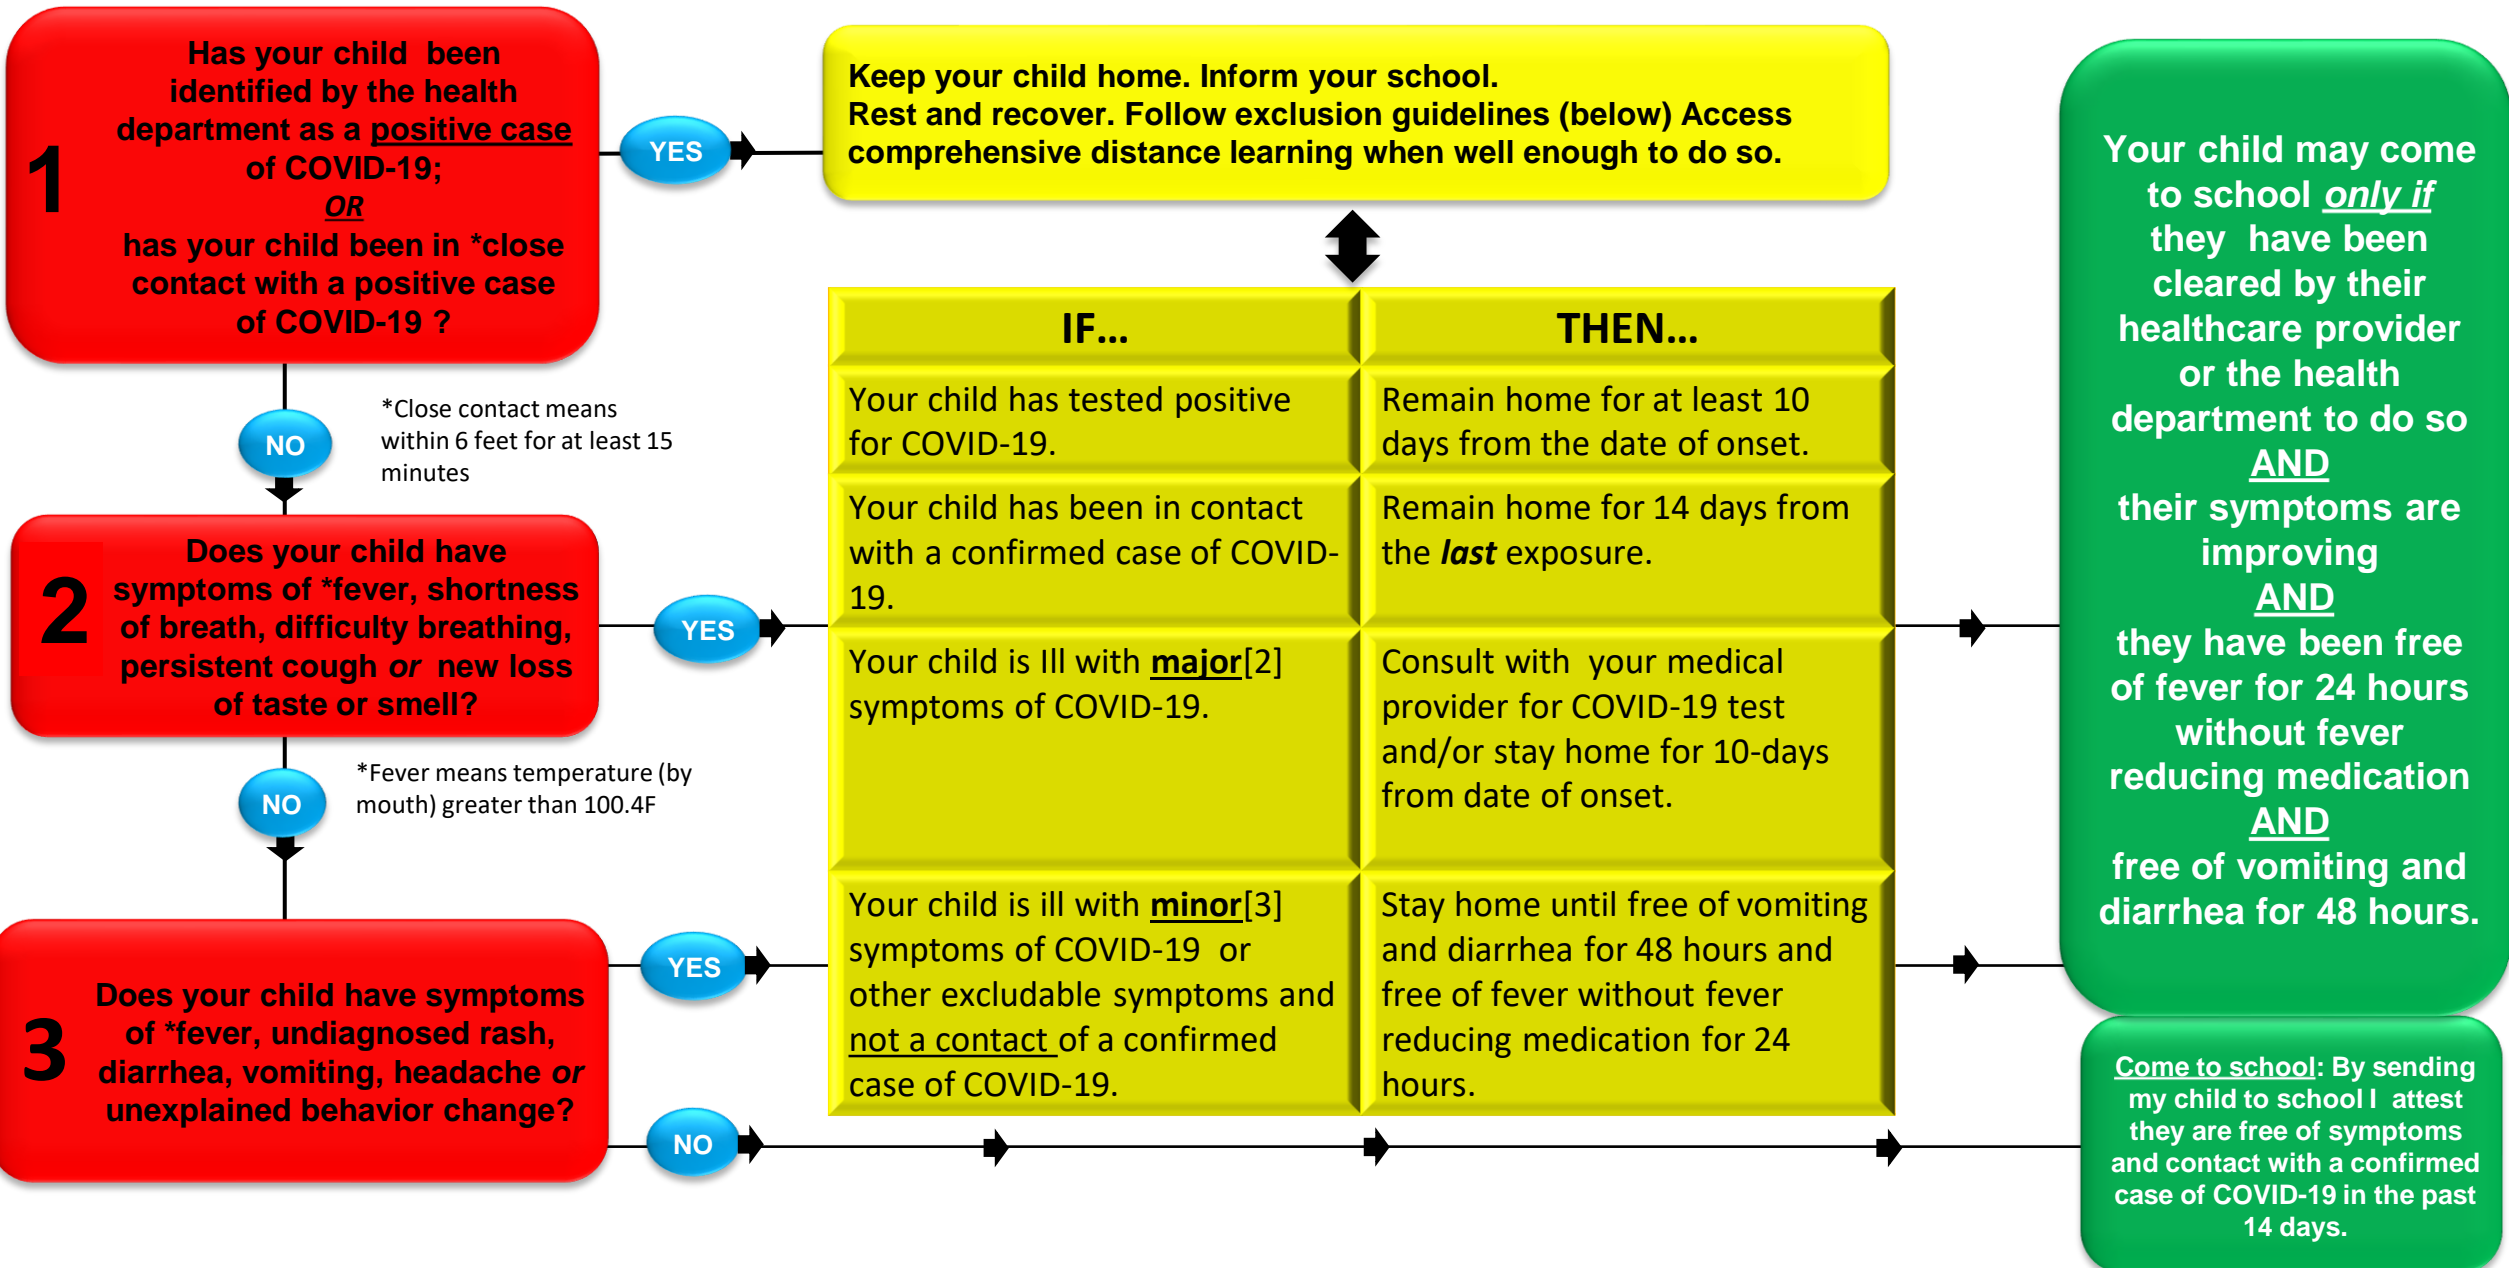 1
Has your child been
identified by the health
department as a positive case
of COVID-19;
OR
has your child been in *close
contact with a positive case
of COVID-19 ?
YES
Keep your child home. Inform your school.
Rest and recover. Follow exclusion guidelines (below) Access
comprehensive distance learning when well enough to do so.
NO
*Close contact means
within 6 feet for at least 15
minutes
2
Does your child have
symptoms of *fever, shortness
of breath, difficulty breathing,
persistent cough or new loss
of taste or smell?
YES
NO
*Fever means temperature (by
mouth) greater than 100.4F
3
Does your child have symptoms
of *fever, undiagnosed rash,
diarrhea, vomiting, headache or
unexplained behavior change?
YES
NO
IF...
THEN...
Your child has tested positive
for COVID-19.
Remain home for at least 10
days from the date of onset.
Your child has been in contact
with a confirmed case of COVID-
19.
Remain home for 14 days from
the last exposure.
Your child is Ill with major[2]
symptoms of COVID-19.
Consult with your medical
provider for COVID-19 test
and/or stay home for 10-days
from date of onset.
Your child is ill with minor[3]
symptoms of COVID-19 or
other excludable symptoms and
not a contact of a confirmed
case of COVID-19.
Stay home until free of vomiting
and diarrhea for 48 hours and
free of fever without fever
reducing medication for 24
hours.
Your child may come
to school only if
they have been
cleared by their
healthcare provider
or the health
department to do so
AND
their symptoms are
improving
AND
they have been free
of fever for 24 hours
without fever
reducing medication
AND
free of vomiting and
diarrhea for 48 hours.
Come to school: By sending
my child to school I attest
they are free of symptoms
and contact with a confirmed
case of COVID-19 in the past
14 days.